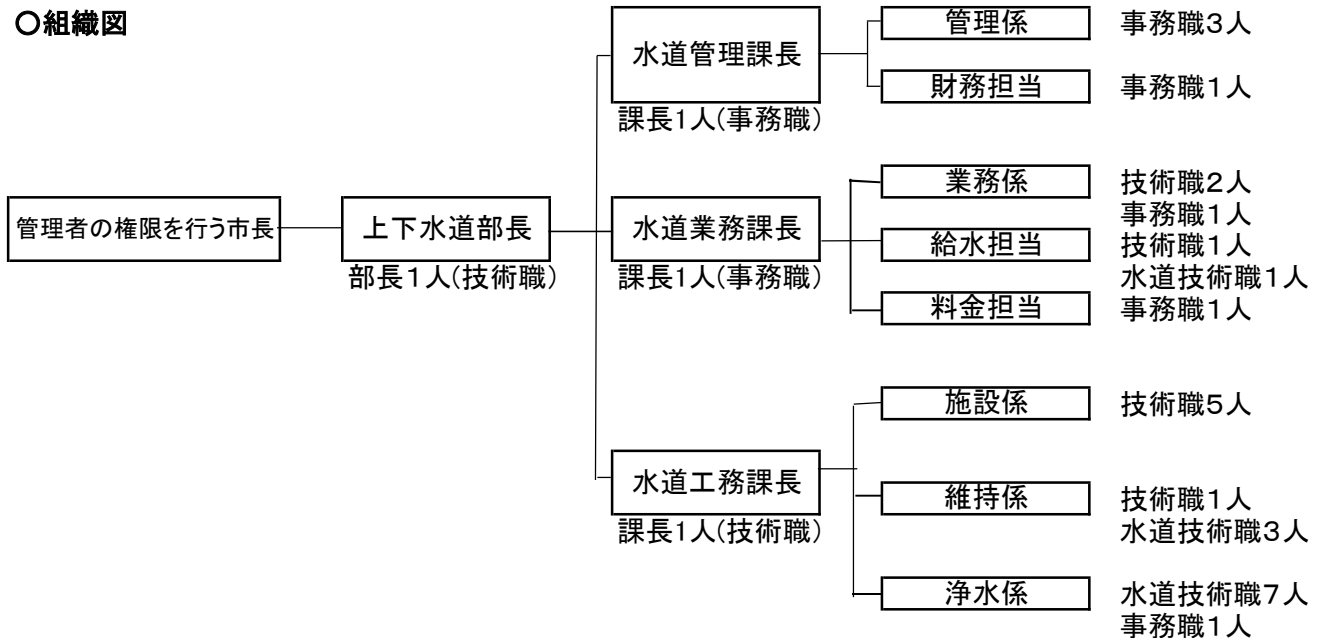 ○組織図
管理者の権限を行う市長
上下水道部長
部長1人(技術職)
水道管理課長
課長1人(事務職)
管理係
事務職3人
財務担当
事務職1人
水道業務課長
課長1人(事務職)
業務係
技術職2人
事務職1人
給水担当
技術職1人
水道技術職1人
料金担当
事務職1人
水道工務課長
課長1人(技術職)
施設係
技術職5人
維持係
技術職1人
水道技術職3人
浄水係
水道技術職7人
事務職1人